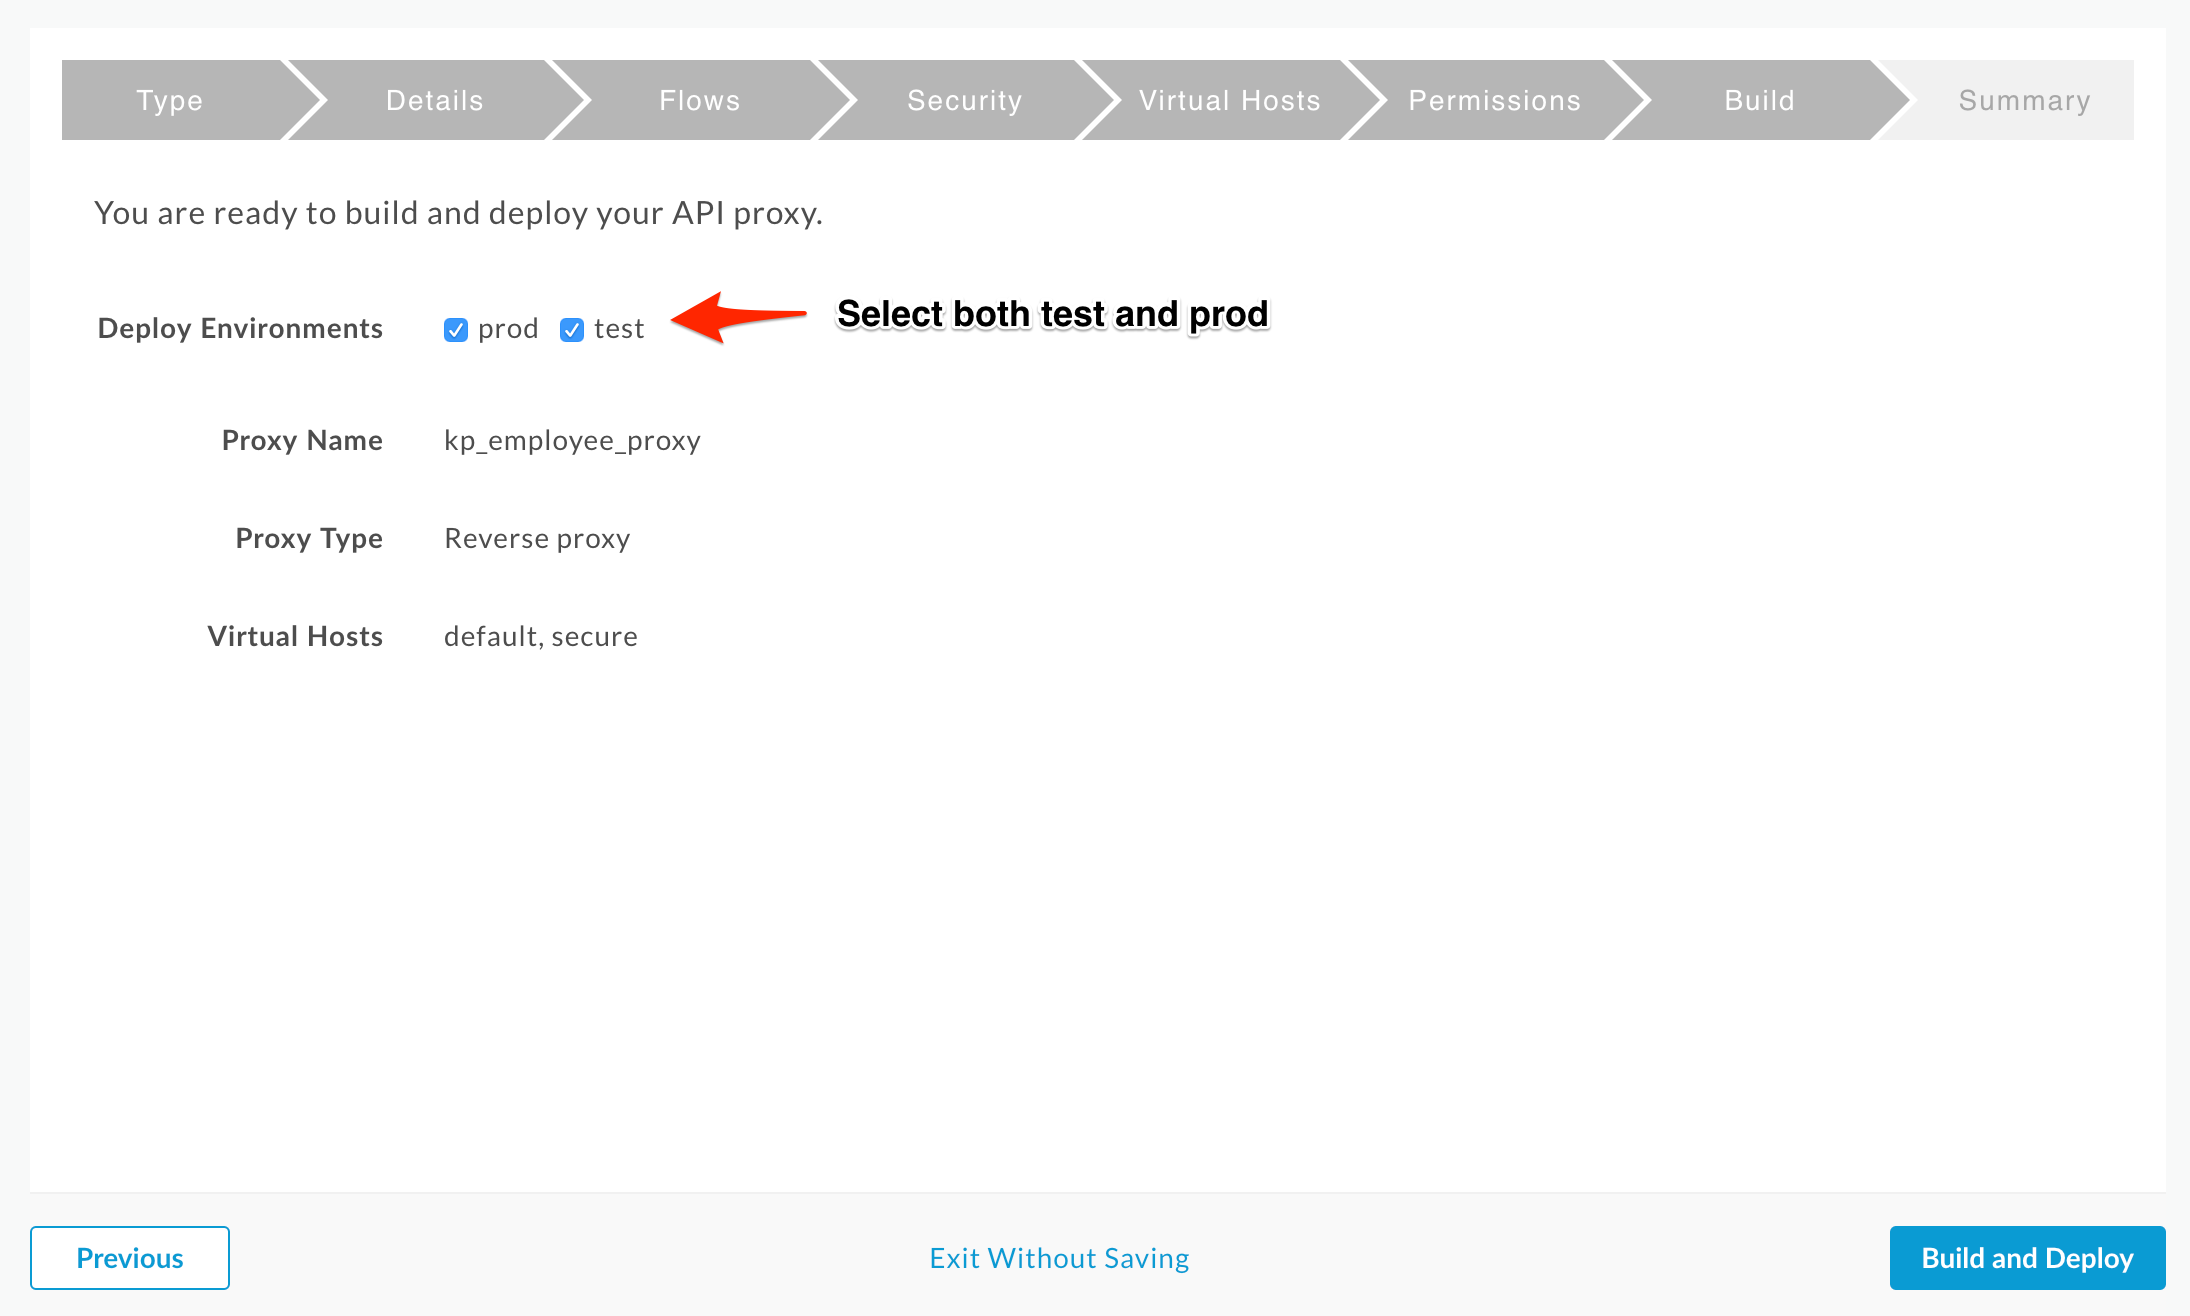 Type Details Flows Security Virtual Hosts Permissions Build Summary
You are ready to build and deploy your API proxy.
Deploy Environments prod test Select both test and prod
Proxy Name kp_employee_proxy
Proxy Type Reverse proxy
Virtual Hosts default, secure
Previous Exit Without Saving Build and Deploy